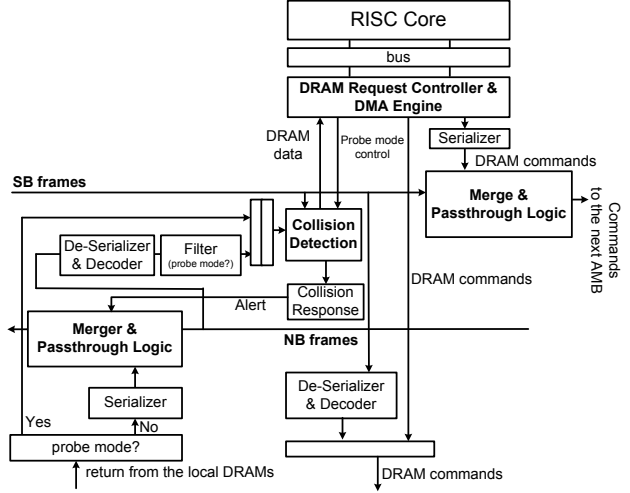 RISC Core
bus
DRAM Request Controller &
DMA Engine
DRAM
data
Probe mode
control
Serializer
DRAM commands
SB frames
Merge &
Passthrough Logic
Commands
to the next AMB
Collision
Detection
De-Serializer
& Decoder
Filter
(probe mode?)
DRAM commands
Collision
Response
Alert
Merger &
Passthrough Logic
NB frames
De-Serializer
& Decoder
Serializer
Yes
No
probe mode?
return from the local DRAMs
DRAM commands